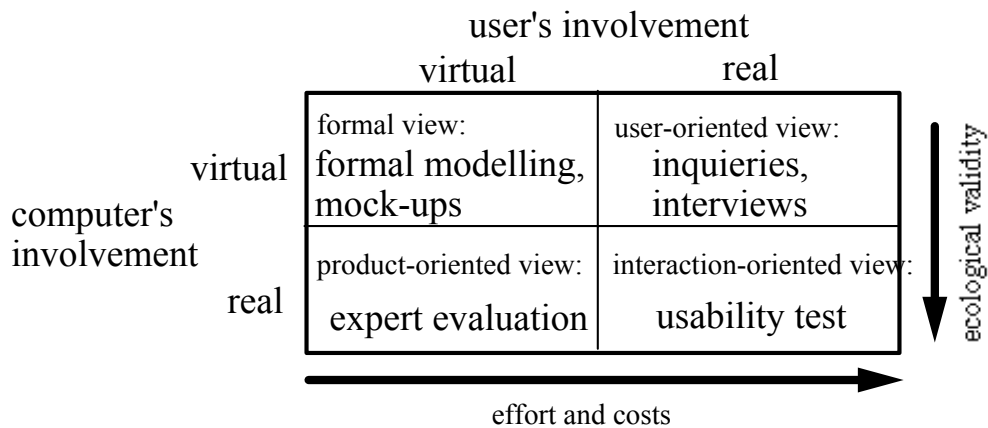 user's involvement
virtual
real
formal view:
formal modelling,
mock-ups
user-oriented view:
inquieries,
interviews
virtual
computer's
involvement
real
product-oriented view:
expert evaluation
interaction-oriented view:
usability test
ecological validity
effort and costs